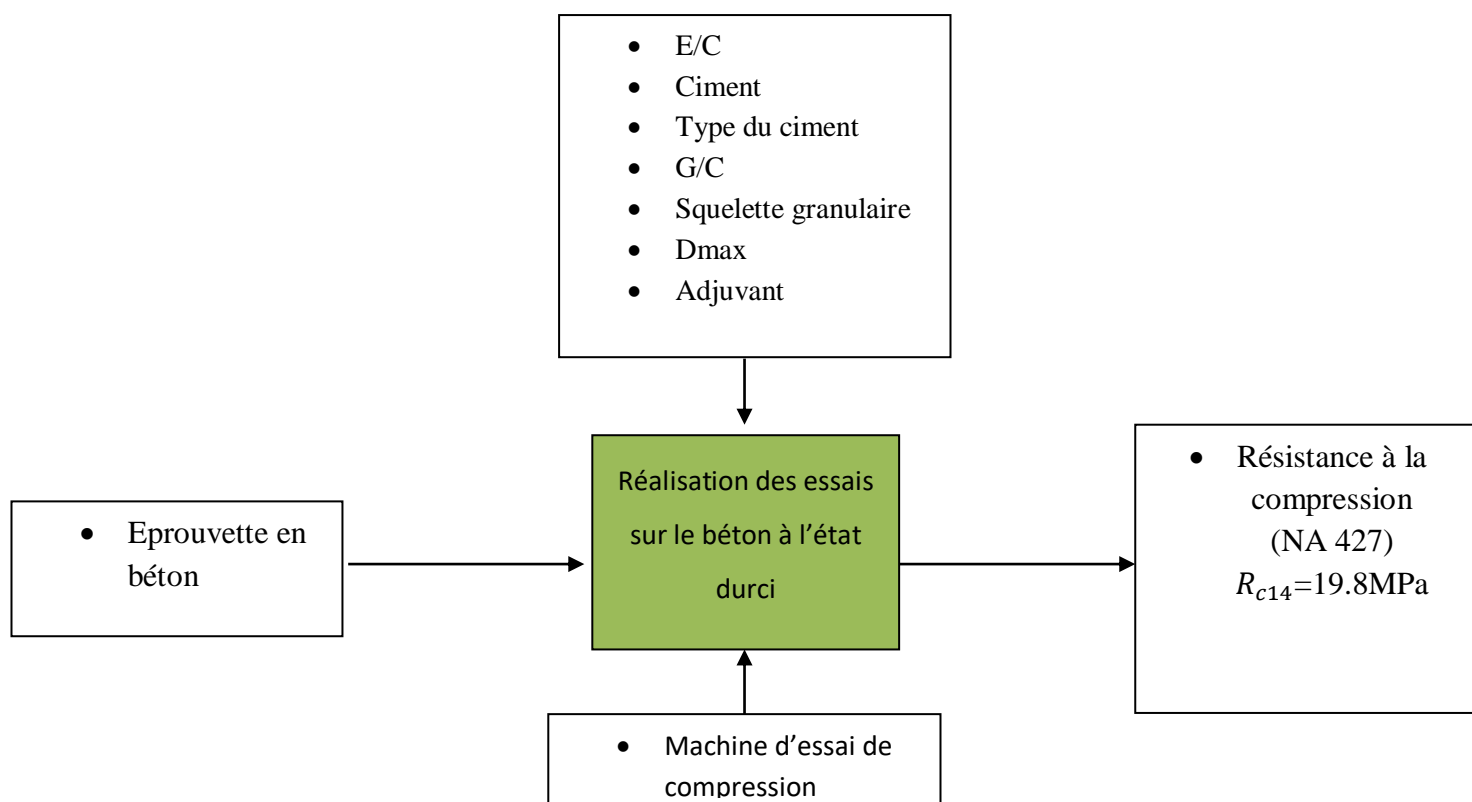 • E/C
• Ciment
• Type du ciment
• G/C
• Squelette granulaire
• Dmax
• Adjuvant
• Eprouvette en
béton
Réalisation des essais
sur le béton à l’état
durci
• Résistance à la
compression
(NA 427)
𝑅𝑐14=19.8MPa
• Machine d’essai de
compression